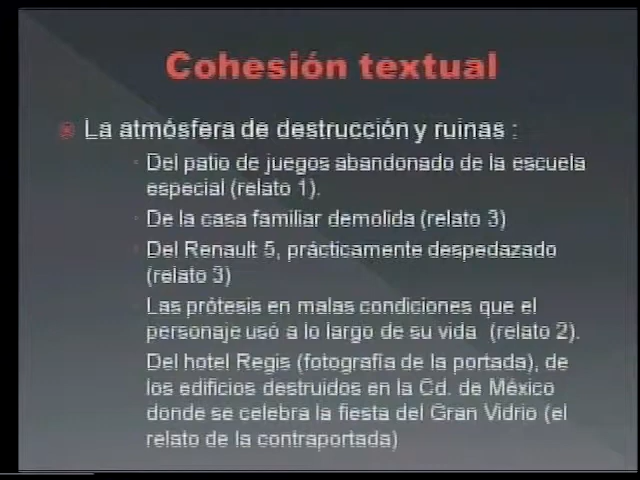 Cohesión textual
La atmósfera de destrucción y ruinas :
Del patio de juegos abandonado de la escuela
especial (relato 1).
De la casa familiar demolida (relato 3)
Del Renault 5, prácticamente despedazado
(relato 3)
Las prótesis en malas condiciones que el
personaje usó a lo largo de su vida (relato 2).
Del hotel Regis (fotografía de la portada), de
los edificios destruidos en la Cd. de México
donde se celebra la fiesta del Gran Vidrio (el
relato de la contraportada)